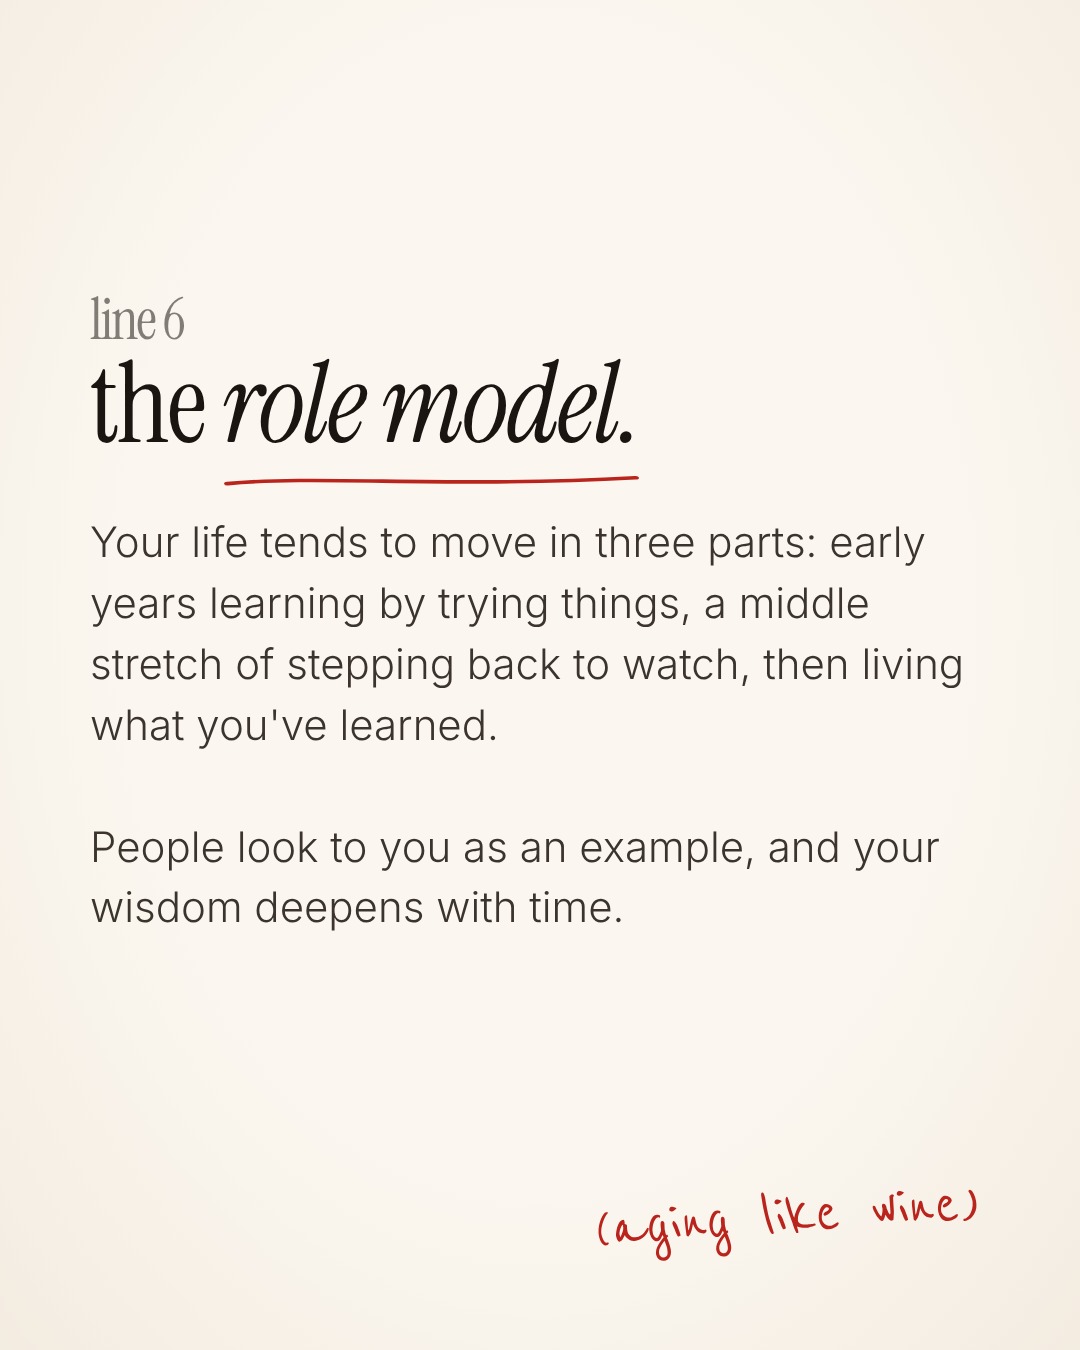 line 6
the role model.
Your life tends to move in three parts: early
years learning by trying things, a middle
stretch of stepping back to watch, then living
what you've learned.
People look to you as an example, and your
wisdom deepens with time.
(aging like wine)